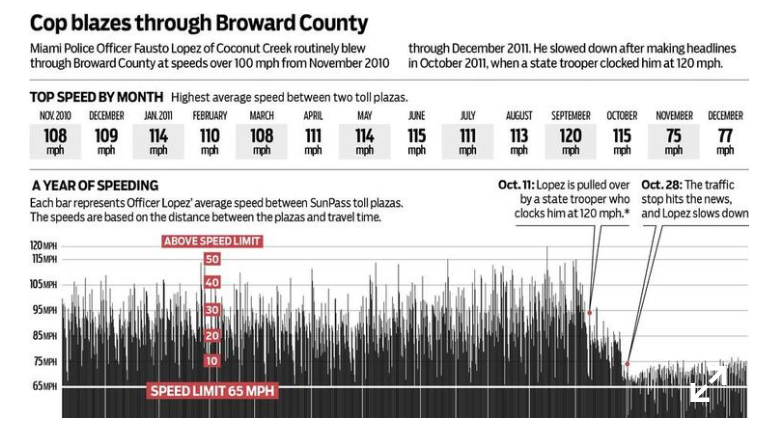 Cop blazes through Broward County
Miami Police Officer Fausto Lopez of Coconut Creek routinely blew
through Broward County at speeds over 100 mph from November 2010
through December 2011. He slowed down after making headlines
in October 2011, when a state trooper clocked him at 120 mph.
TOP SPEED BY MONTH Highest average speed between two toll plazas.
NOV. 2010 DECEMBER JAN. 2011 FEBRUARY MARCH APRIL MAY JUNE JULY AUGUST SEPTEMBER OCTOBER NOVEMBER DECEMBER
108 109 114 110 108 111 114 115 111 113 120 115 75 77
mph mph mph mph mph mph mph mph mph mph mph mph mph mph
A YEAR OF SPEEDING
Each bar represents Officer Lopez' average speed between SunPass toll plazas.
The speeds are based on the distance between the plazas and travel time.
Oct. 11: Lopez is pulled over
by a state trooper who
clocks him at 120 mph.*
Oct. 28: The traffic
stop hits the news,
and Lopez slows down
ABOVE SPEED LIMIT
120 MPH
115 MPH
105 MPH
95 MPH
85 MPH
75 MPH
65 MPH
50
40
30
20
10
SPEED LIMIT 65 MPH